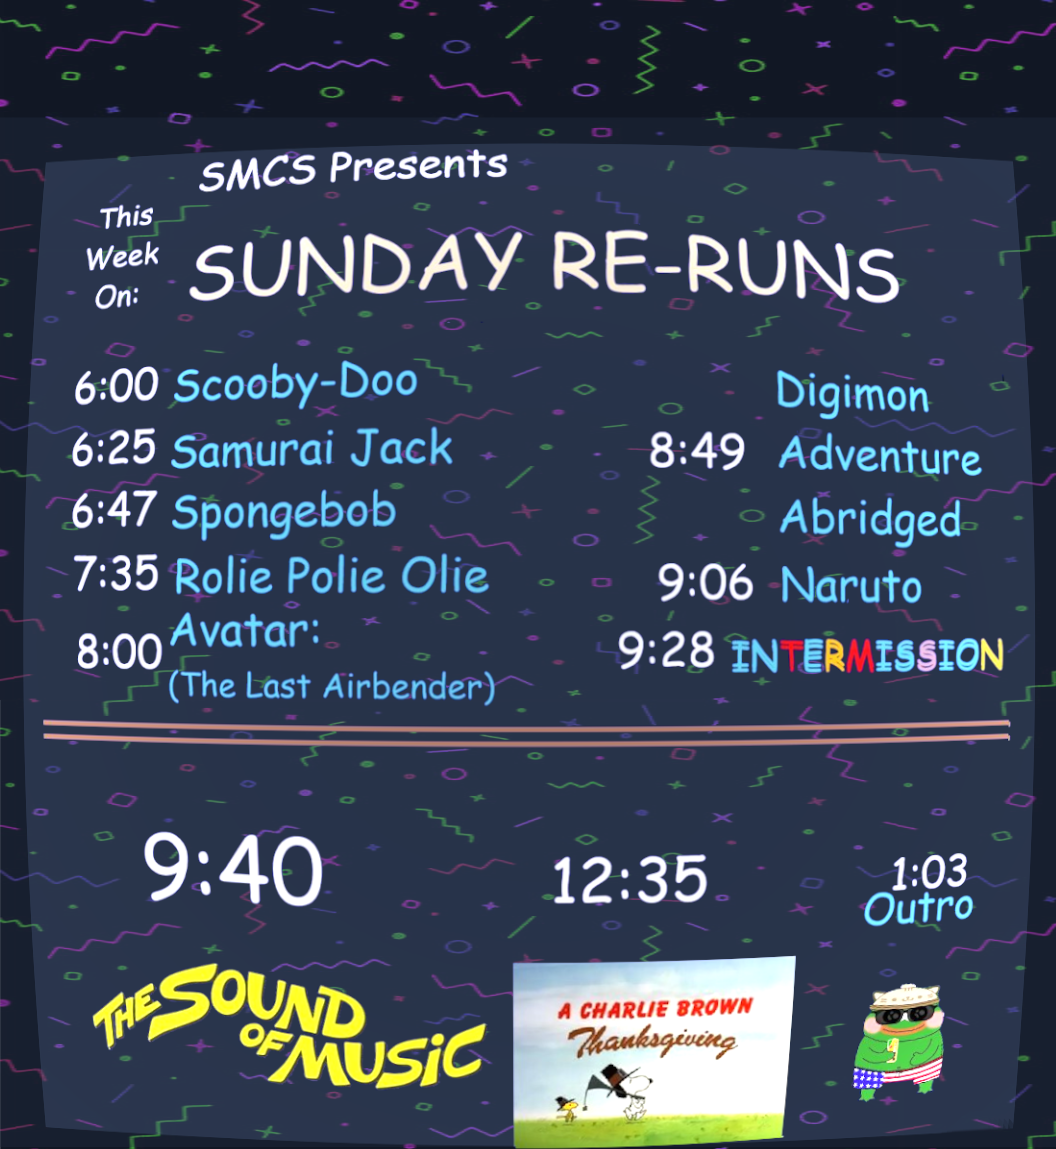 SMCS Presents
This
Week
On:
SUNDAY RE-RUNS
6:00 Scooby-Doo
6:25 Samurai Jack
6:47 Spongebob
7:35 Rolie Polie Olie
8:00 Avatar:
(The Last Airbender)
Digimon
8:49 Adventure
Abridged
9:06 Naruto
9:28 INTERMISSION
9:40
THE SOUND
OF MUSIC
12:35
A CHARLIE BROWN
Thanksgiving
1:03
Outro